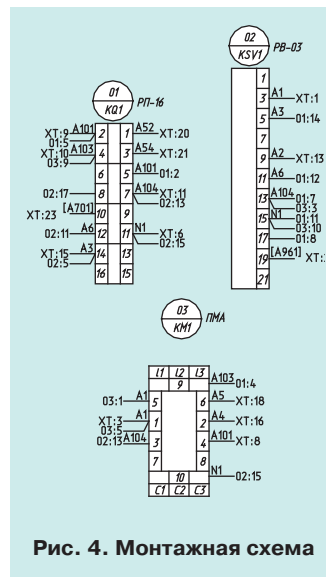 01
KQ1
РП-16
02
KSV1
РВ-03
XT:9 A101 2 1 A52 XT:20
01:5
XT:10 A103 4 3 A54 XT:21
03:9
6 5 A101 01:2
02:17 8 7 A104 XT:11
02:13
XT:23 [A701] 10 9
02:11 A6 12 11 N1 XT:6
02:15
XT:15 A3 14 13
02:5
16 15
1
3 A1 XT:1
5 A3 01:14
7
9 A2 XT:13
11 A6 01:12
13 A104 01:7
03:3
15 N1 01:11
03:10
17 01:8
19 [A961]
21
03
KM1
ПМА
l1 l2 l3
9 A103 01:4
03:1 A1 5 6 A5 XT:18
XT:3 A1 1 2 A4 XT:16
03:5
02:13 A104 3 4 A101 XT:8
7 8
10 N1 02:15
C1 C2 C3
Рис. 4. Монтажная схема